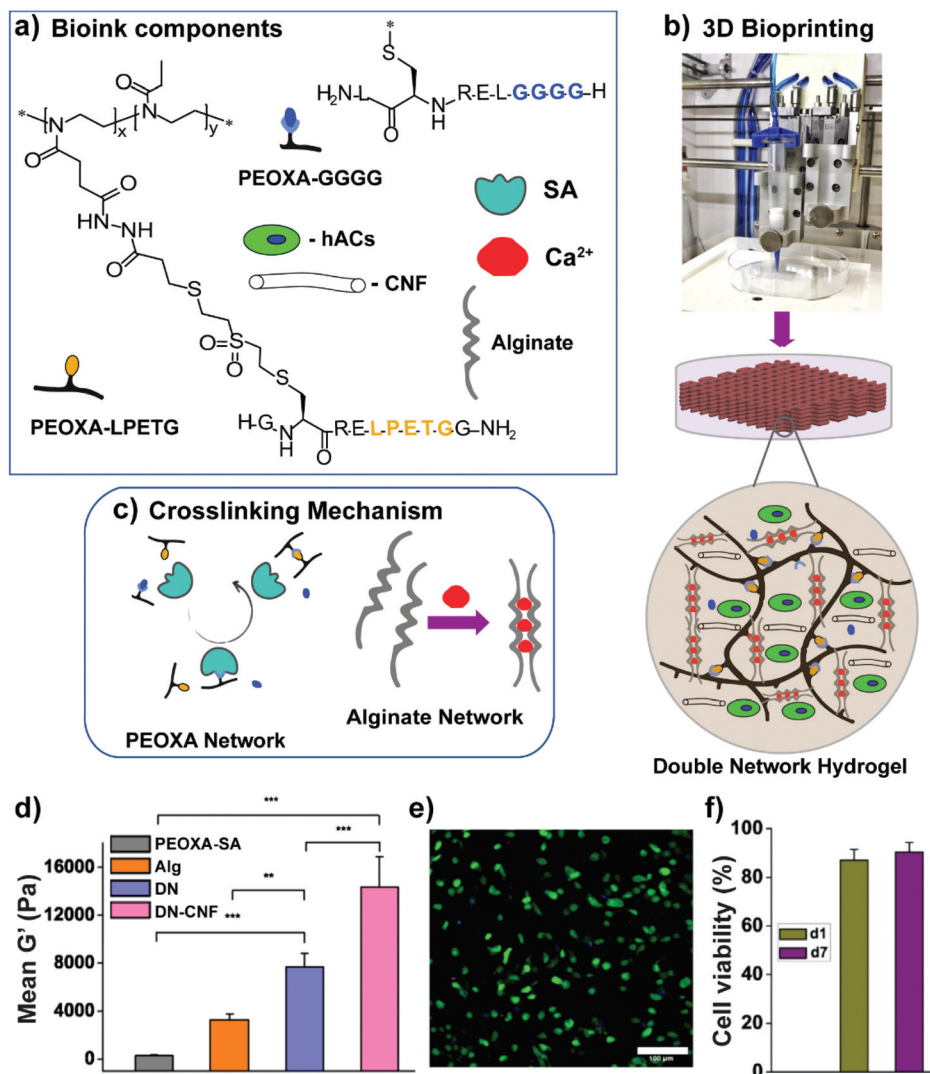 a) Bioink components
*
S
O
N
x
N
y
*
*
O
H₂N-L
O
N
H
R-E-L-GGGG-H
PEOXA-GGGG
O
HN-NH
O
SA
- hACs
Ca²⁺
- CNF
S
O
S
O
Alginate
S
PEOXA-LPETG
H-G
N
H
O
R-E-LPETG-G-NH₂
b) 3D Bioprinting
Double Network Hydrogel
c) Crosslinking Mechanism
PEOXA Network
Alginate Network
d)
***
***
**
***
PEOXA-SA
Alg
DN
DN-CNF
16000
12000
8000
4000
0
Mean G' (Pa)
e)
100 µm
f)
100
80
60
40
20
0
Cell viability (%)
d1
d7